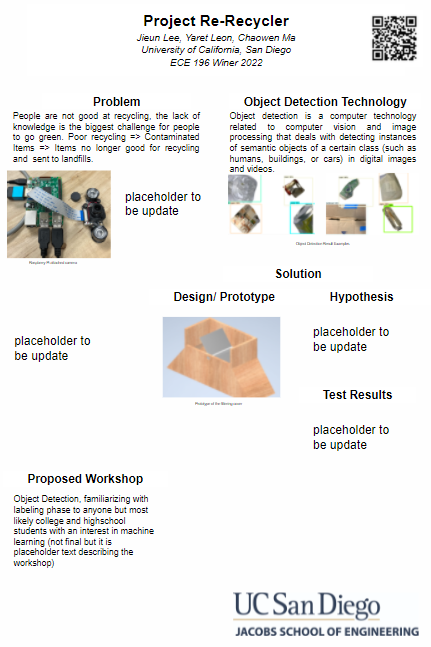 Project Re-Recycler
Jieun Lee, Yaret Leon, Chaowen Ma
University of California, San Diego
ECE 196 Winer 2022
Problem
People are not good at recycling, the lack of
knowledge is the biggest challenge for people
to go green. Poor recycling => Contaminated
Items => Items no longer good for recycling
and sent to landfills.
placeholder to
be update
Object Detection Technology
Object detection is a computer technology
related to computer vision and image
processing that deals with detecting instances
of semantic objects of a certain class (such as
humans, buildings, or cars) in digital images
and videos.
Object Detection Result Examples
Solution
Design/ Prototype
Prototype of the
Hypothesis
placeholder to
be update
placeholder to
be update
Test Results
placeholder to
be update
Proposed Workshop
Object Detection, familiarizing with
labeling phase to anyone but most
likely college and highschool
students with an interest in machine
learning (not final but it is
placeholder text describing the
workshop)
UC San Diego
JACOBS SCHOOL OF ENGINEERING